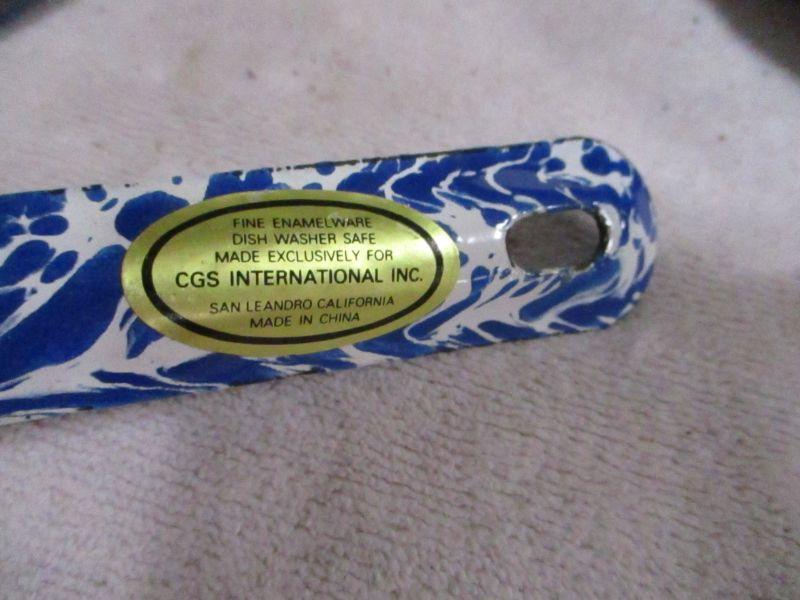 FINE ENAMELWARE
DISH WASHER SAFE
MADE EXCLUSIVELY FOR
CGS INTERNATIONAL INC.
SAN LEANDRO CALIFORNIA
MADE IN CHINA